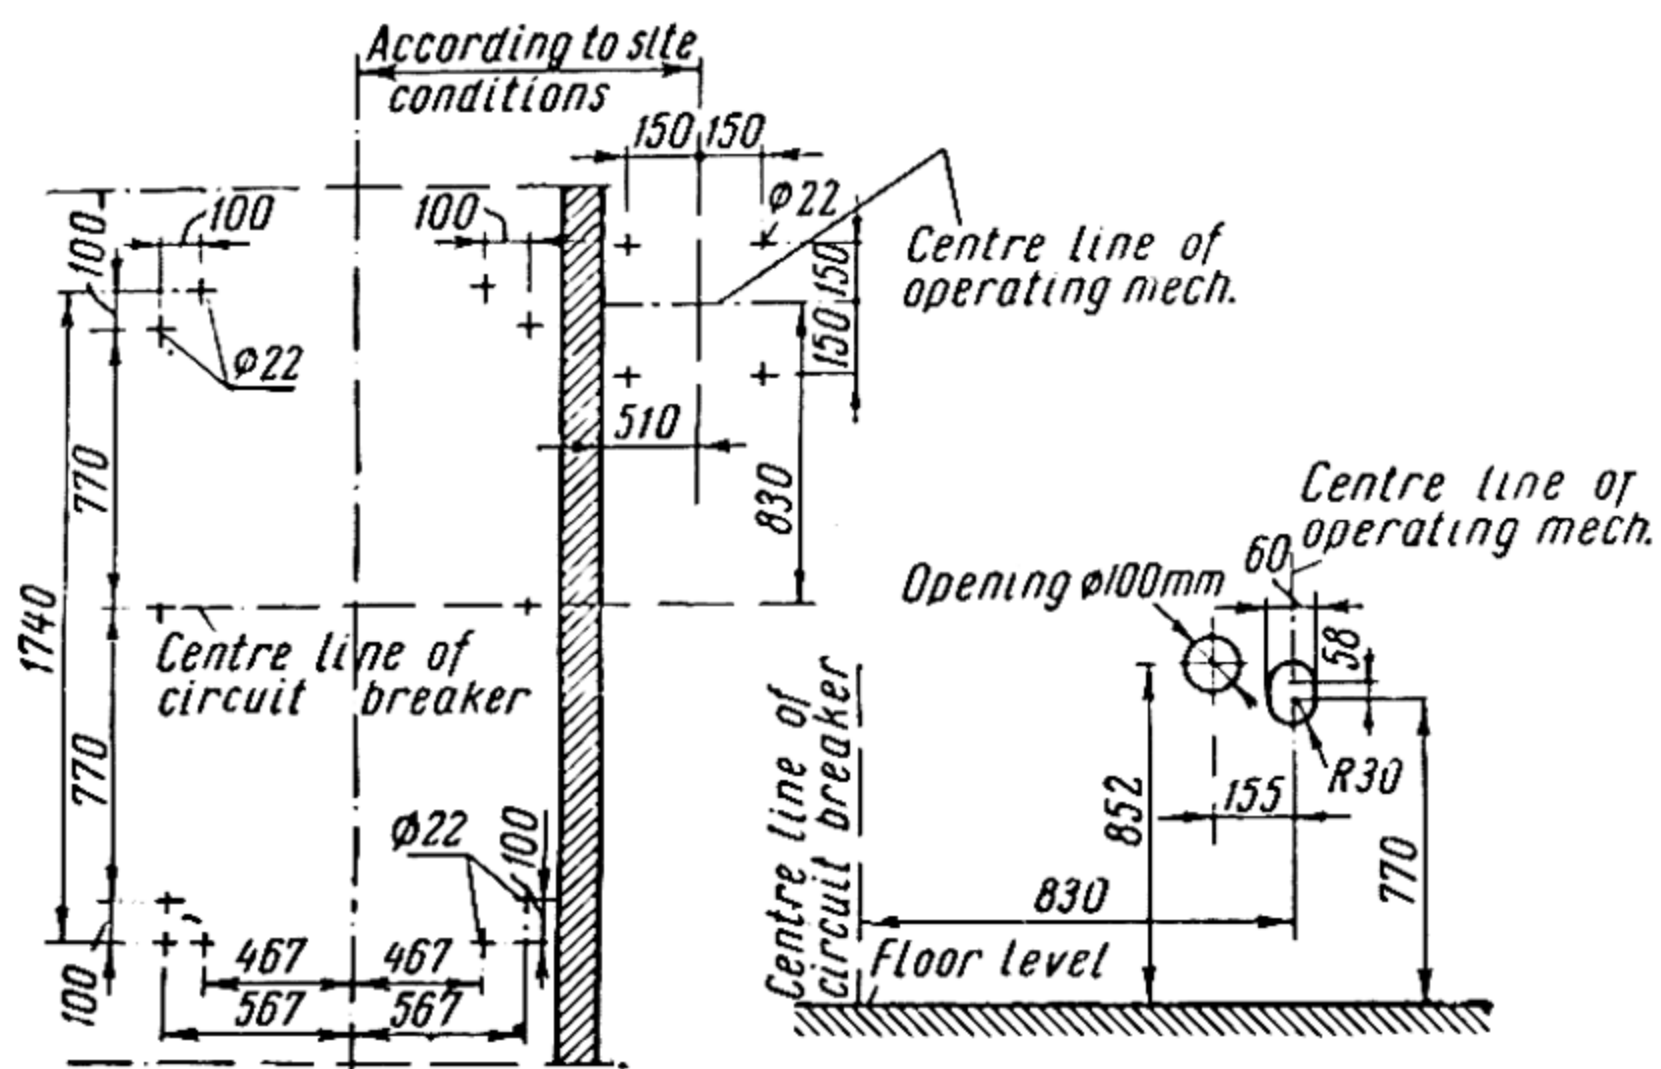 According to site
conditions
150 150
100
100
100
φ22
Centre line of
operating mech.
150
150
φ22
510
830
770
1740
Centre line of
circuit breaker
770
φ22
100
467 467
567 567
100
Centre line of
operating mech.
60
Opening φ100mm
58
R30
155
852
770
830
Centre line of
circuit breaker
Floor level